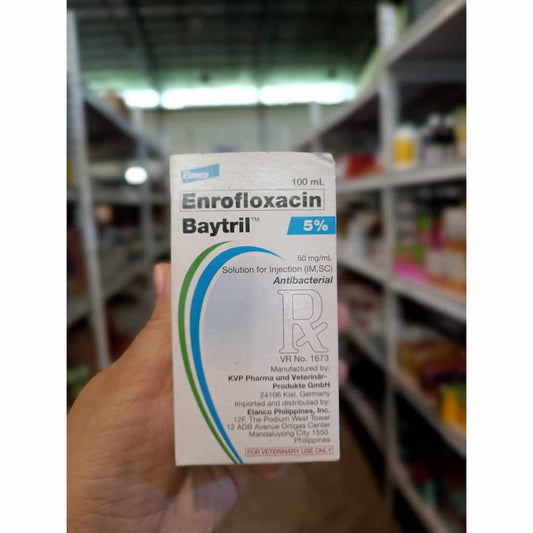 Elanco
100 mL
Enrofloxacin
Baytril™ 5%
50 mg/mL
Solution for Injection (IM,SC)
Antibacterial
Rx
VR No. 1673
Manufactured by:
KVP Pharma und Veterinär-
Produkte GmbH
24106 Kiel, Germany
Imported and distributed by:
Elanco Philippines, Inc.
12F, The Podium West Tower
12 ADB Avenue Ortigas Center
Mandaluyong City 1550
Philippines
FOR VETERINARY USE ONLY